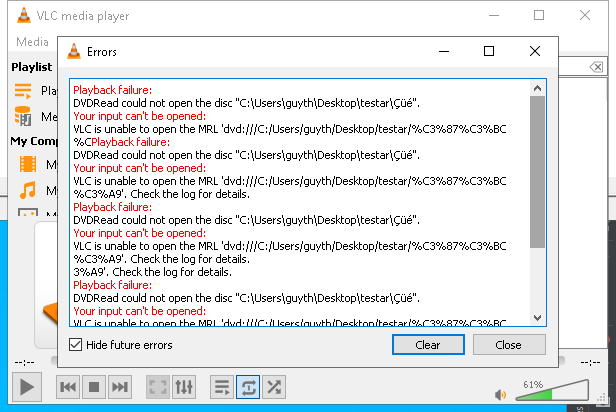 VLC media player
Media
Playlist
Errors
Playback failure:
DVDRead could not open the disc "C:\Users\guyth\Desktop\testar\Çüé".
Your input can't be opened:
VLC is unable to open the MRL 'dvd:///C:/Users/guyth/Desktop/testar/%C3%87%C3%BC
%CPlayback failure:
DVDRead could not open the disc "C:\Users\guyth\Desktop\testar\Çüé".
Your input can't be opened:
VLC is unable to open the MRL 'dvd:///C:/Users/guyth/Desktop/testar/%C3%87%C3%BC
%C3%A9'. Check the log for details.
Playback failure:
DVDRead could not open the disc "C:\Users\guyth\Desktop\testar\Çüé".
Your input can't be opened:
VLC is unable to open the MRL 'dvd:///C:/Users/guyth/Desktop/testar/%C3%87%C3%BC
%C3%A9'. Check the log for details.
3%A9'. Check the log for details.
Playback failure:
DVDRead could not open the disc "C:\Users\guyth\Desktop\testar\Çüé".
Your input can't be opened:
VLC is unable to open the MRL 'dvd:///C:/Users/guyth/Desktop/testar/%C3%87%C3%BC
Hide future errors
Clear
Close
Pla
Me
My Comp
My
My
--:--
--:--
61%